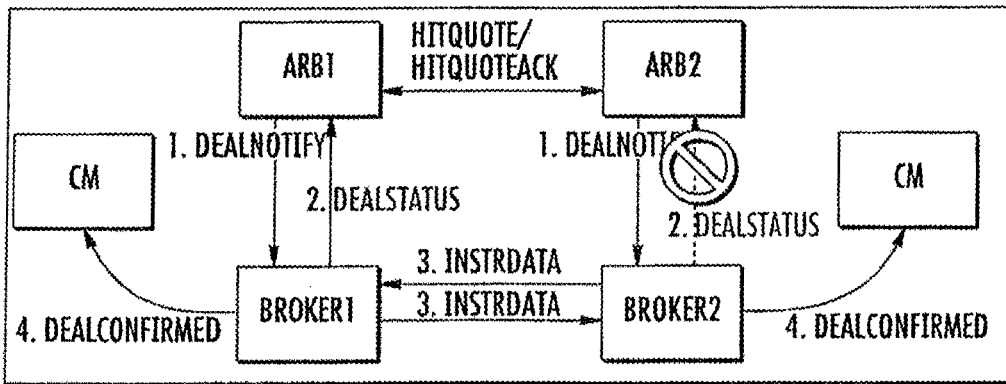 HITQUOTE/
HITQUOTEACK
ARB1
ARB2
1. DEALNOTIFY
1. DEALNOTI
CM
CM
2. DEALSTATUS
2. DEALSTATUS
3. INSTRDATA
3. INSTRDATA
BROKER1
BROKER2
4. DEALCONFIRMED
4. DEALCONFIRMED